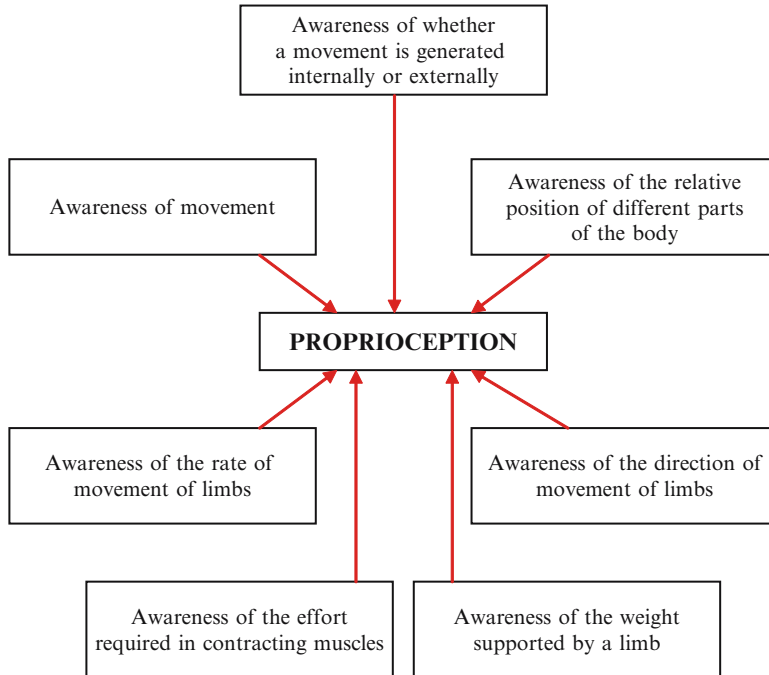 Awareness of whether
a movement is generated
internally or externally
Awareness of movement
Awareness of the relative
position of different parts
of the body
PROPRIOCEPTION
Awareness of the rate of
movement of limbs
Awareness of the direction of
movement of limbs
Awareness of the effort
required in contracting muscles
Awareness of the weight
supported by a limb